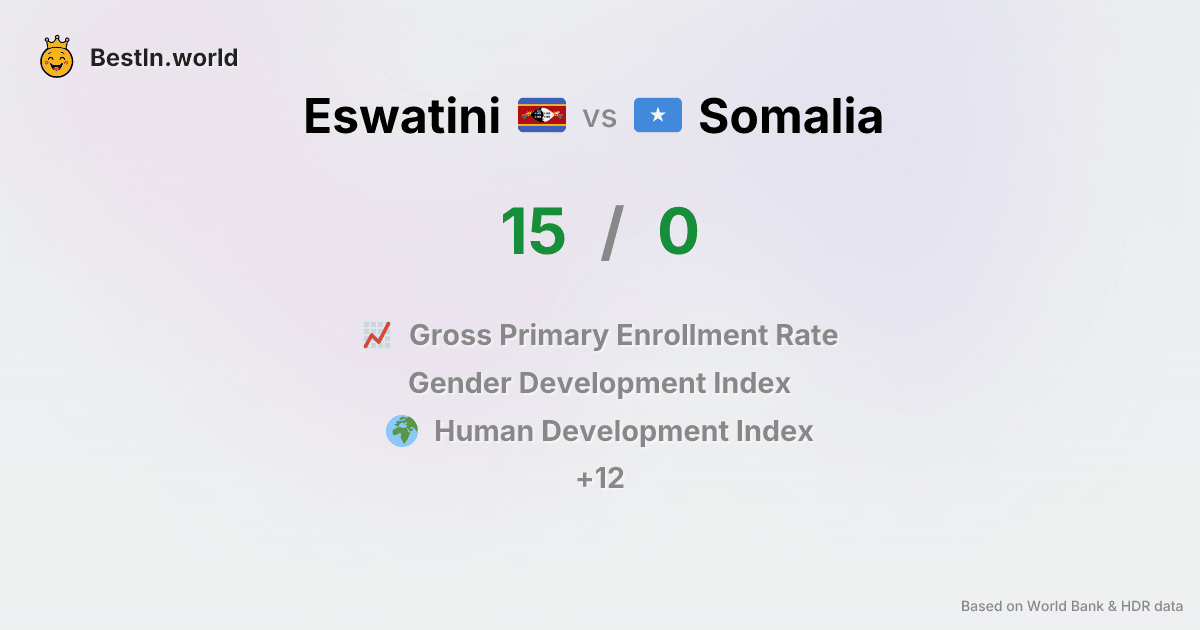 BestIn.world
Eswatini vs Somalia
15 / 0
Gross Primary Enrollment Rate
Gender Development Index
Human Development Index
+12
Based on World Bank & HDR data